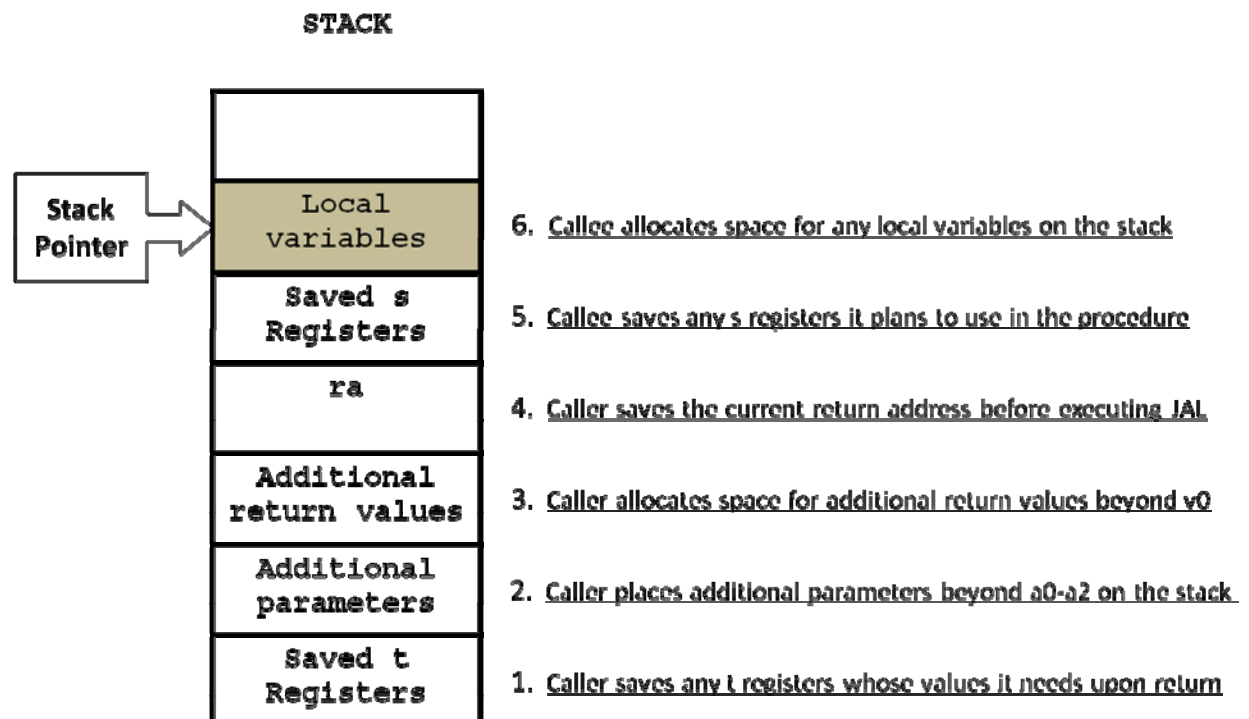 STACK
Stack
Pointer
Local
variables
6. Callee allocates space for any local variables on the stack
Saved s
Registers
5. Callee saves any s registers it plans to use in the procedure
ra
4. Caller saves the current return address before executing JAL
Additional
return values
3. Caller allocates space for additional return values beyond v0
Additional
parameters
2. Caller places additional parameters beyond a0-a2 on the stack
Saved t
Registers
1. Caller saves any t registers whose values it needs upon return